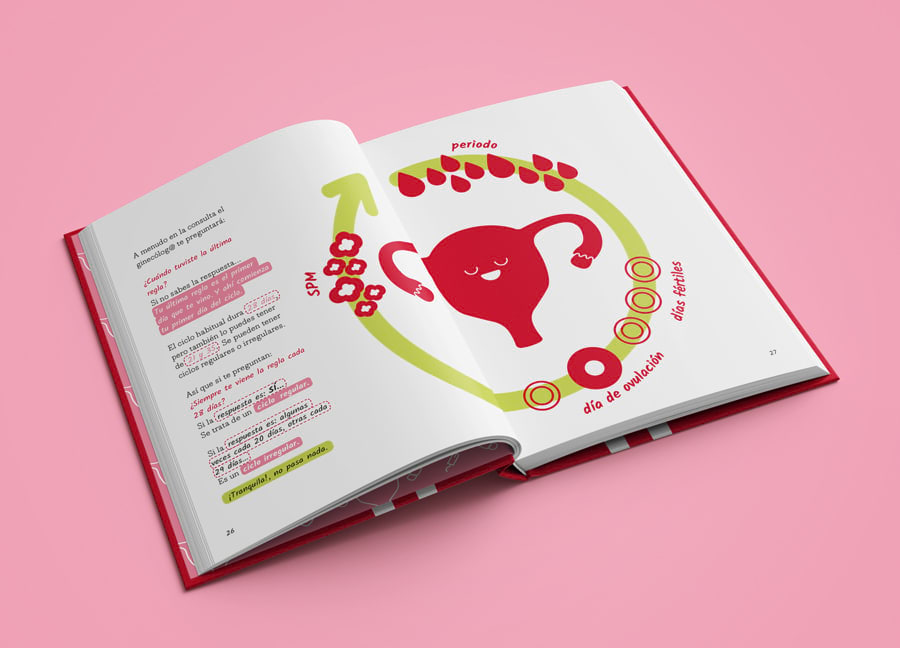 A menudo en la consulta el
ginecólog@ te preguntará:
¿Cuándo tuviste la última
regla?
Si no sabes la respuesta...
Tu última regla es el primer
día que te vino. Y ahí comienza
tu primer día del ciclo.
El ciclo habitual dura 28 días,
pero también lo puedes tener
de 21 a 35. Se pueden tener
ciclos regulares o irregulares.
Así que si te preguntan:
¿Siempre te viene la regla cada
28 días?
Si la respuesta es: SÍ...
Se trata de un ciclo regular.
Si la respuesta es: algunas
veces cada 20 días, otras cada
29 días...
Es un ciclo irregular.
¡Tranquila!, no pasa nada.
26
periodo
SPM
días fértiles
día de ovulación
27